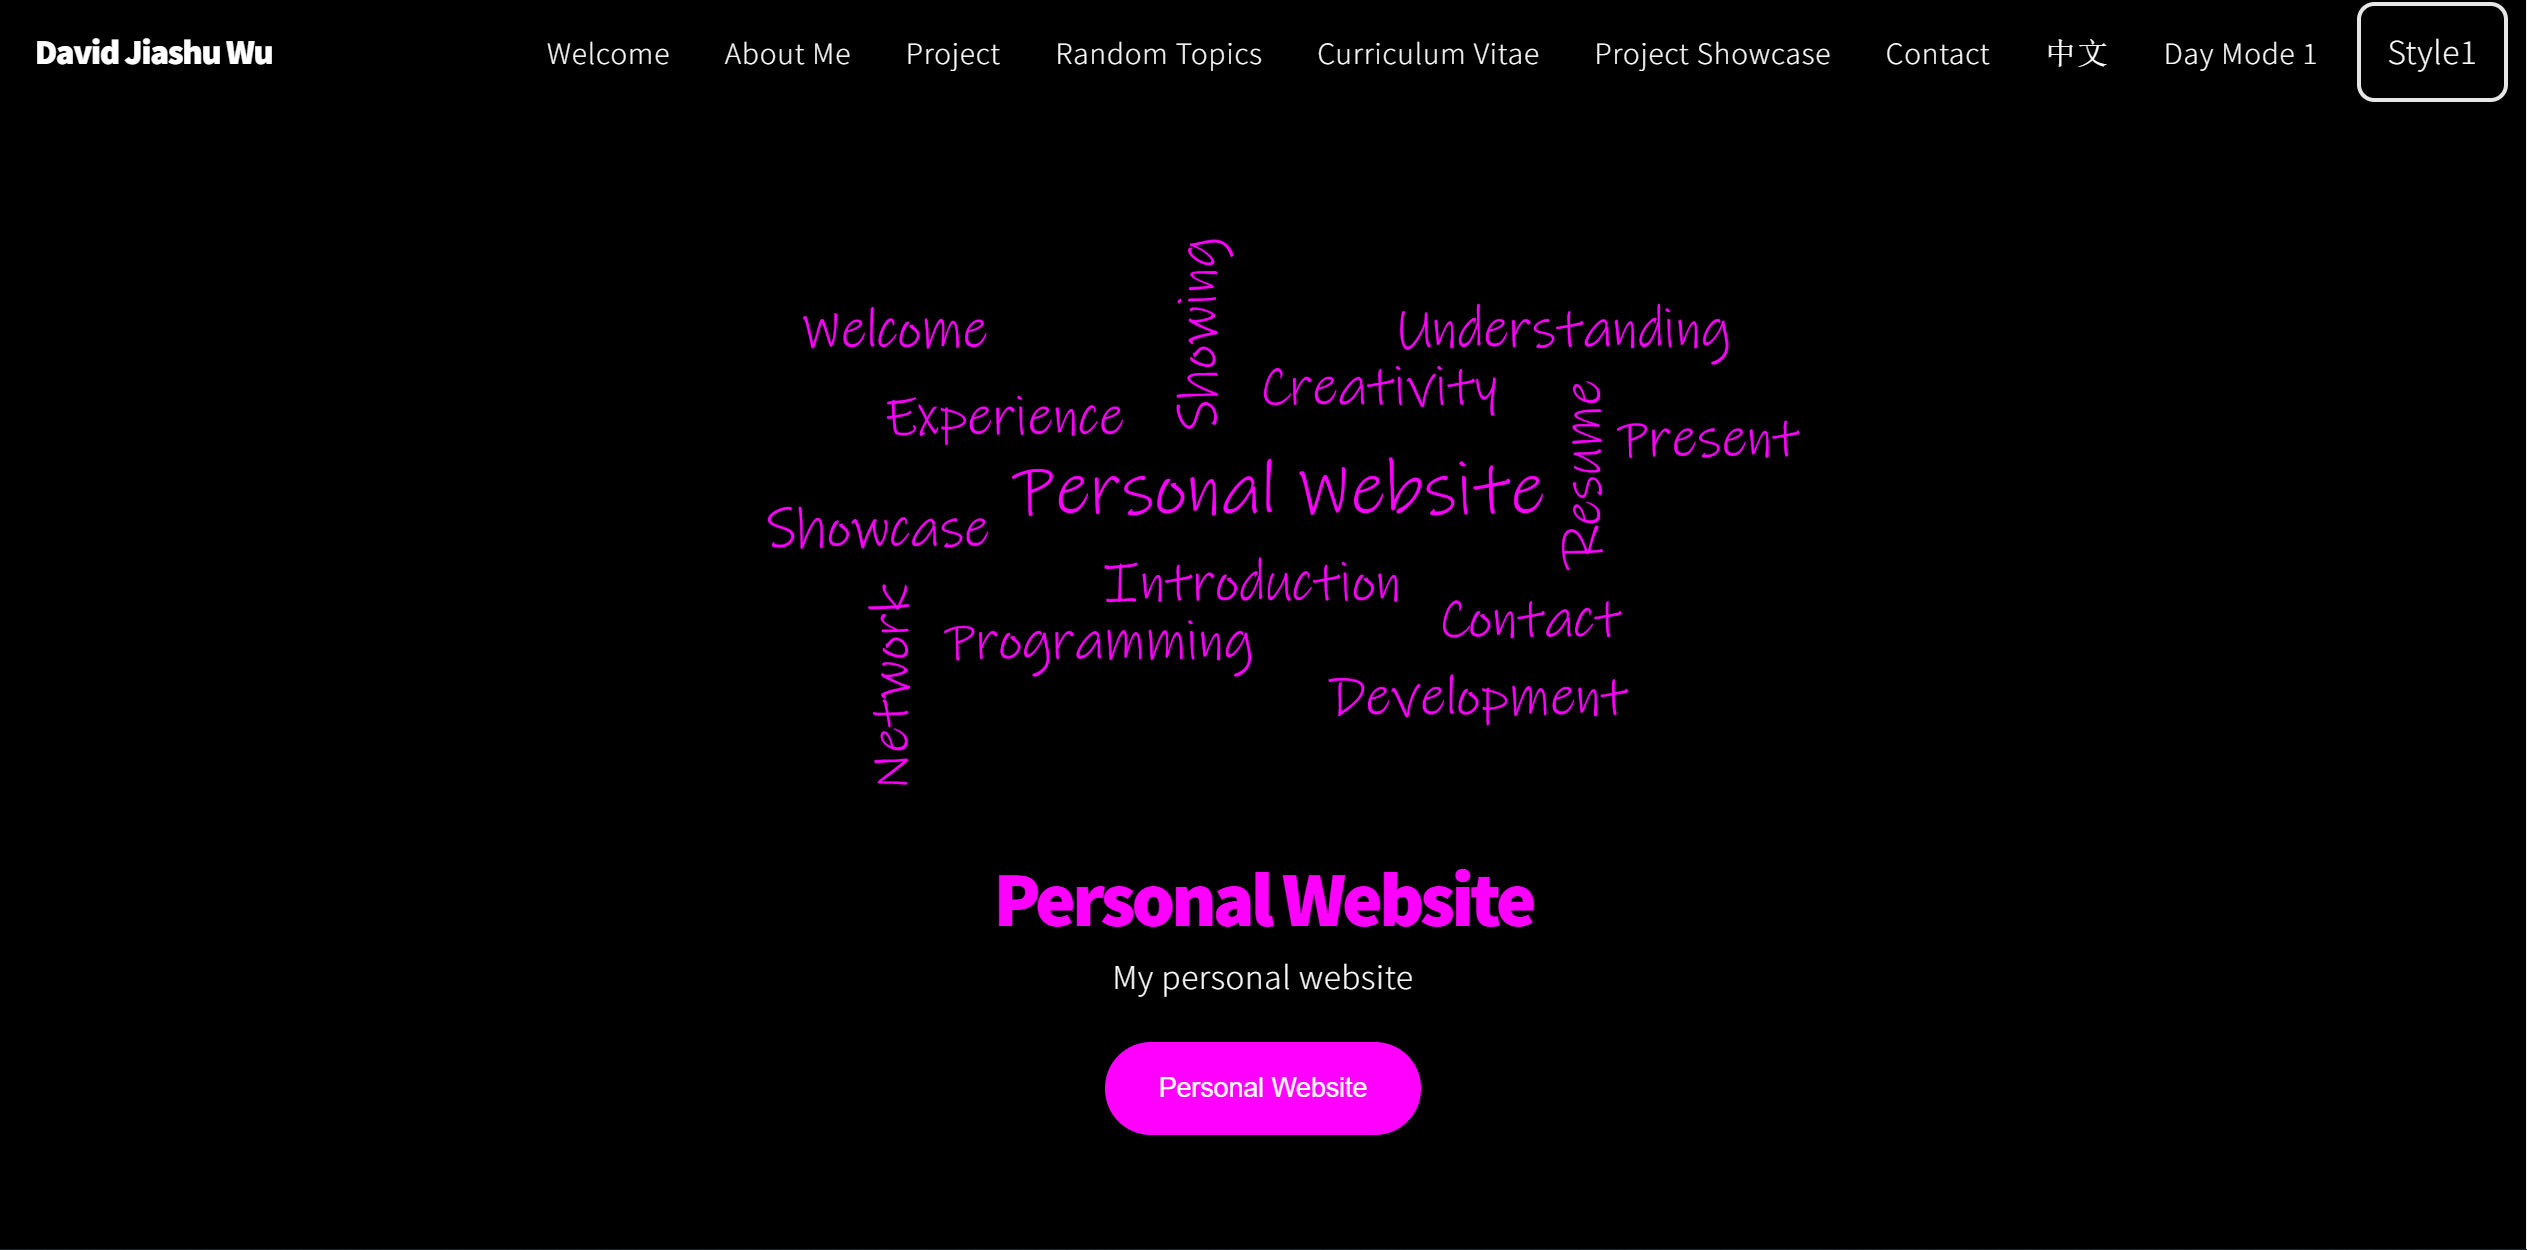 David Jiashu Wu Welcome About Me Project Random Topics Curriculum Vitae Project Showcase Contact 中文 Day Mode 1 Style1
Showing
Welcome
Understanding
Creativity
Experience
Resume
Present
Personal Website
Showcase
Introduction
Network
Contact
Programming
Development
Personal Website
My personal website
Personal Website